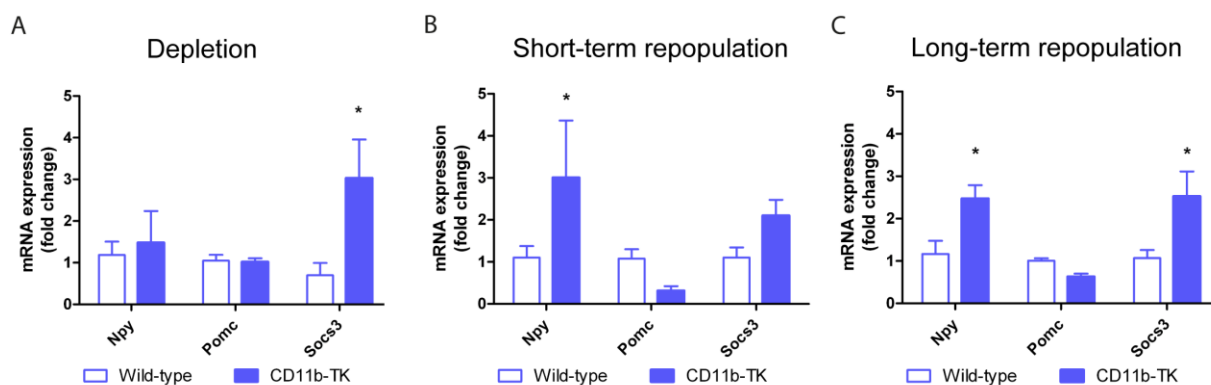 A
Depletion
mRNA expression
(fold change)
5
4
3
2
1
0
*
Npy
Pomc
Socs3
Wild-type
CD11b-TK
B
Short-term repopulation
mRNA expression
(fold change)
5
4
3
2
1
0
*
Npy
Pomc
Socs3
Wild-type
CD11b-TK
C
Long-term repopulation
mRNA expression
(fold change)
5
4
3
2
1
0
*
*
Npy
Pomc
Socs3
Wild-type
CD11b-TK